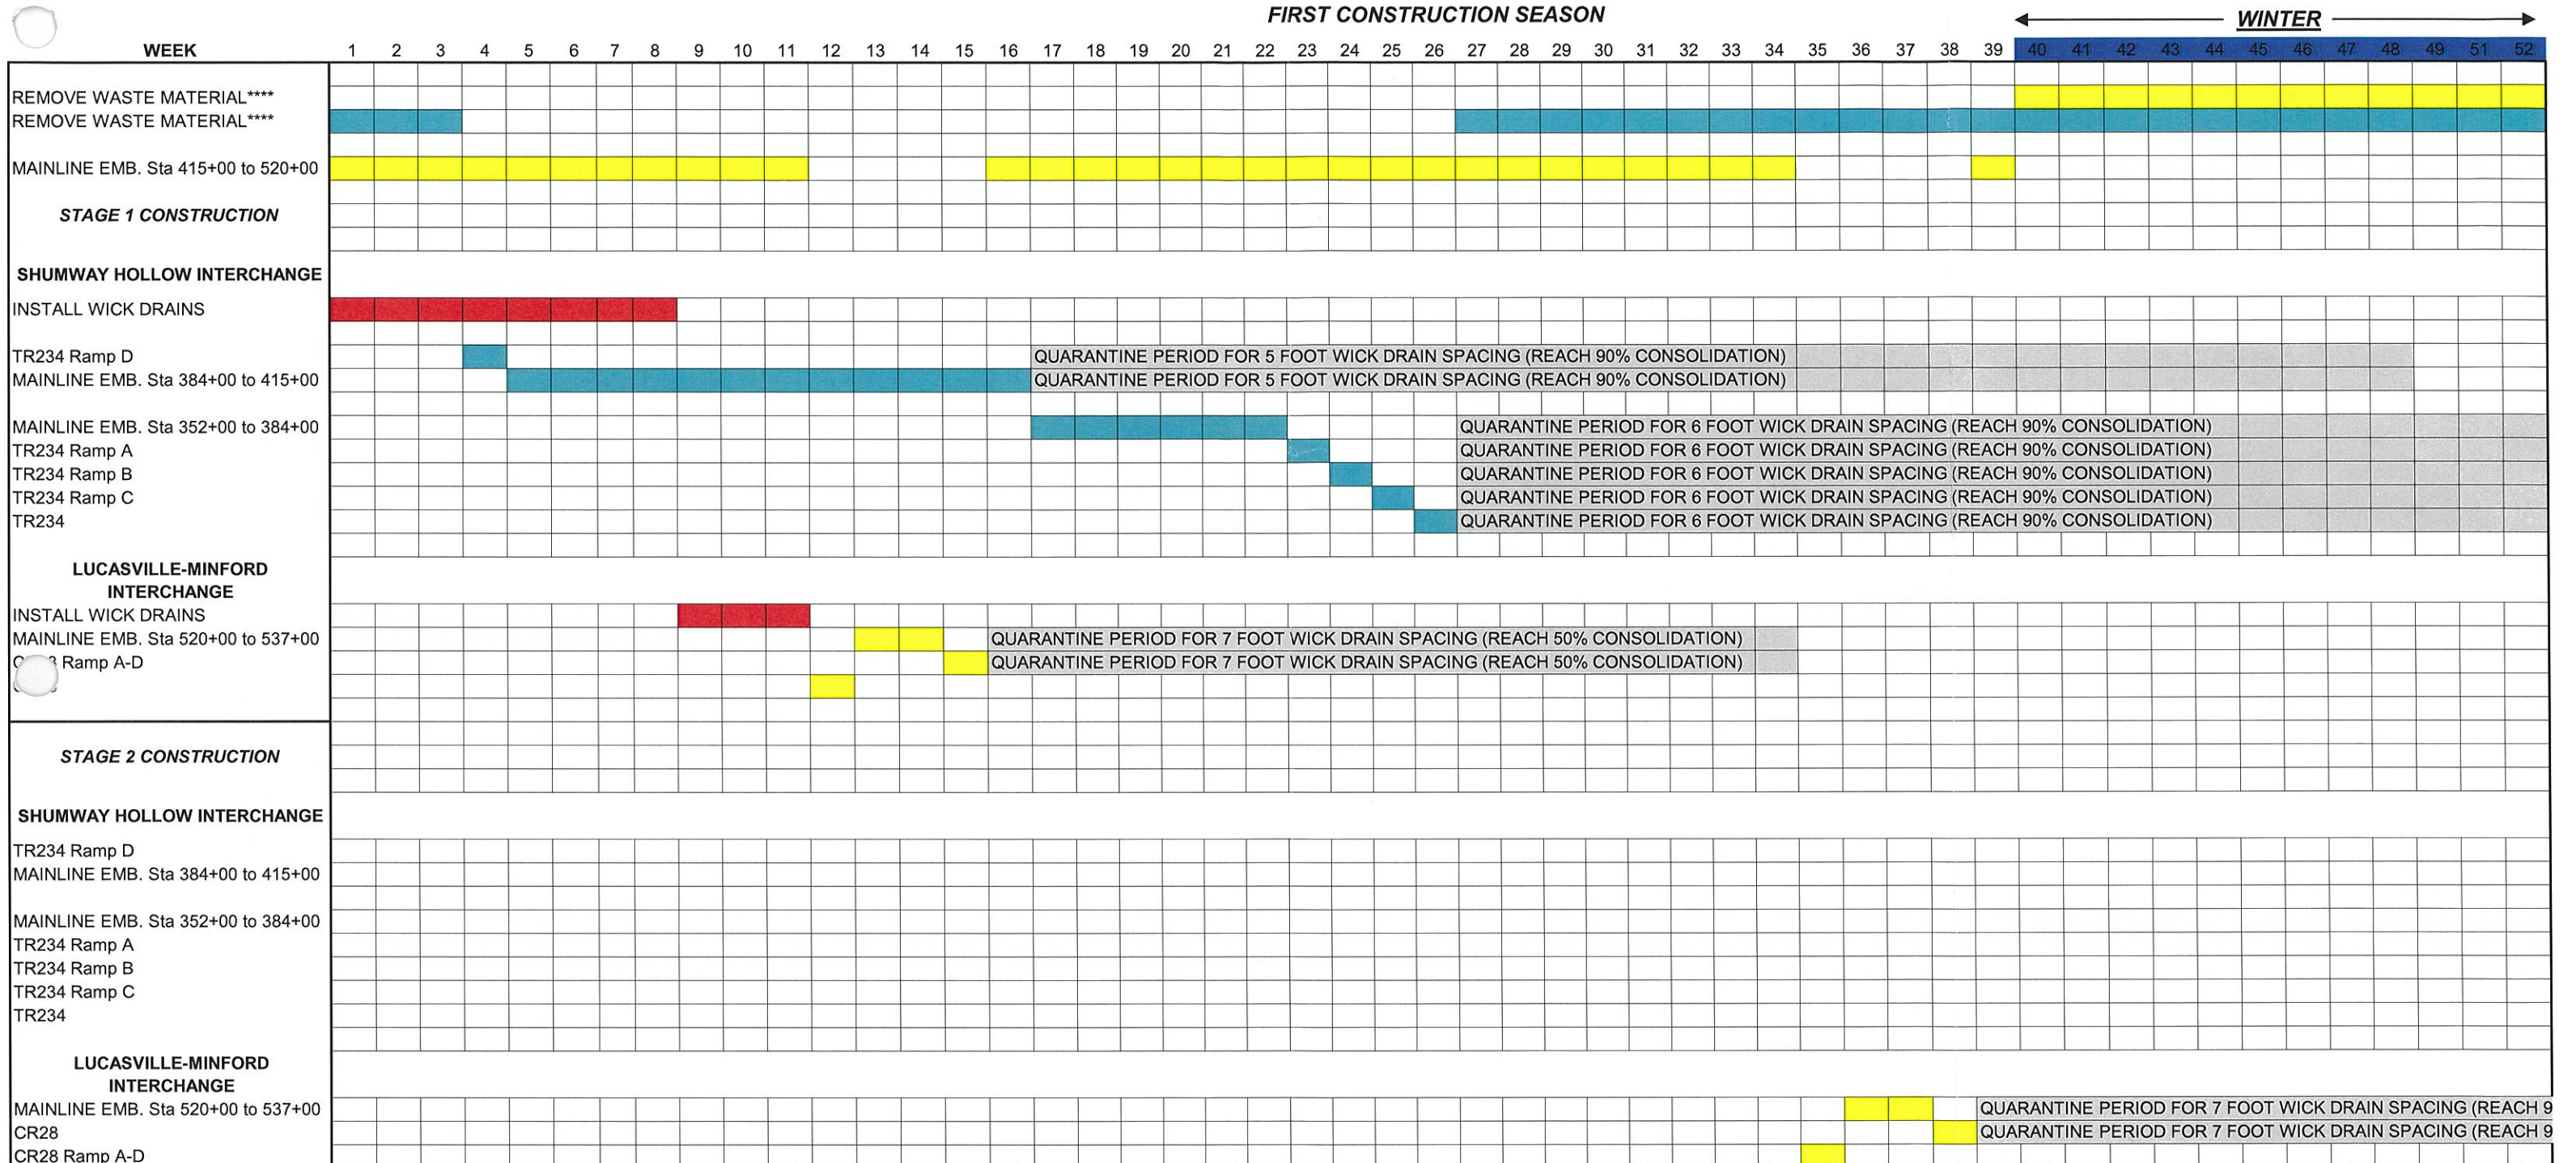 FIRST CONSTRUCTION SEASON
WINTER
WEEK 1 2 3 4 5 6 7 8 9 10 11 12 13 14 15 16 17 18 19 20 21 22 23 24 25 26 27 28 29 30 31 32 33 34 35 36 37 38 39 40 41 42 43 44 45 46 47 48 49 51 52
REMOVE WASTE MATERIAL****
REMOVE WASTE MATERIAL****
MAINLINE EMB. Sta 415+00 to 520+00
STAGE 1 CONSTRUCTION
SHUMWAY HOLLOW INTERCHANGE
INSTALL WICK DRAINS
TR234 Ramp D QUARANTINE PERIOD FOR 5 FOOT WICK DRAIN SPACING (REACH 90% CONSOLIDATION)
MAINLINE EMB. Sta 384+00 to 415+00 QUARANTINE PERIOD FOR 5 FOOT WICK DRAIN SPACING (REACH 90% CONSOLIDATION)
MAINLINE EMB. Sta 352+00 to 384+00 QUARANTINE PERIOD FOR 6 FOOT WICK DRAIN SPACING (REACH 90% CONSOLIDATION)
TR234 Ramp A QUARANTINE PERIOD FOR 6 FOOT WICK DRAIN SPACING (REACH 90% CONSOLIDATION)
TR234 Ramp B QUARANTINE PERIOD FOR 6 FOOT WICK DRAIN SPACING (REACH 90% CONSOLIDATION)
TR234 Ramp C QUARANTINE PERIOD FOR 6 FOOT WICK DRAIN SPACING (REACH 90% CONSOLIDATION)
TR234 QUARANTINE PERIOD FOR 6 FOOT WICK DRAIN SPACING (REACH 90% CONSOLIDATION)
LUCASVILLE-MINFORD
INTERCHANGE
INSTALL WICK DRAINS
MAINLINE EMB. Sta 520+00 to 537+00 QUARANTINE PERIOD FOR 7 FOOT WICK DRAIN SPACING (REACH 50% CONSOLIDATION)
Ramp A-D QUARANTINE PERIOD FOR 7 FOOT WICK DRAIN SPACING (REACH 50% CONSOLIDATION)
STAGE 2 CONSTRUCTION
SHUMWAY HOLLOW INTERCHANGE
TR234 Ramp D
MAINLINE EMB. Sta 384+00 to 415+00
MAINLINE EMB. Sta 352+00 to 384+00
TR234 Ramp A
TR234 Ramp B
TR234 Ramp C
TR234
LUCASVILLE-MINFORD
INTERCHANGE
MAINLINE EMB. Sta 520+00 to 537+00 QUARANTINE PERIOD FOR 7 FOOT WICK DRAIN SPACING (REACH 9
CR28 QUARANTINE PERIOD FOR 7 FOOT WICK DRAIN SPACING (REACH 9
CR28 Ramp A-D